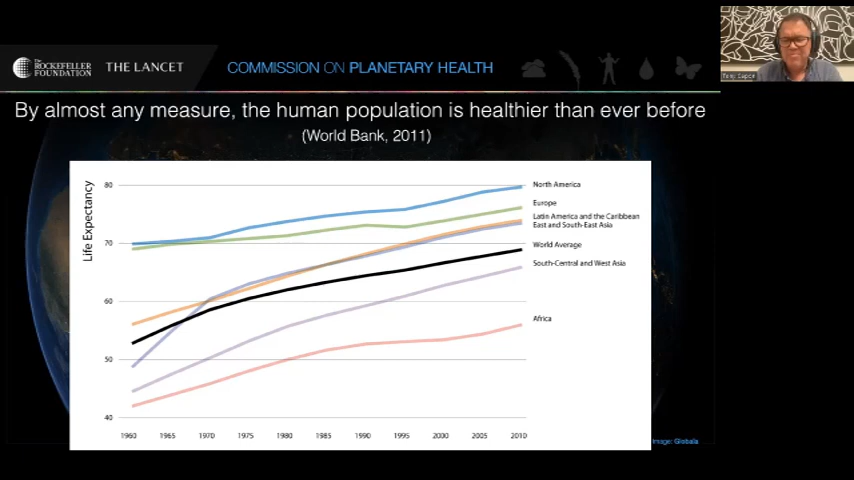 The
ROCKEFELLER
FOUNDATION
THE LANCET
COMMISSION ON PLANETARY HEALTH
By almost any measure, the human population is healthier than ever before
(World Bank, 2011)
Life Expectancy
80
70
60
50
40
1960 1965 1970 1975 1980 1985 1990 1995 2000 2005 2010
North America
Europe
Latin America and the Caribbean
East and South-East Asia
World Average
South-Central and West Asia
Africa
Image: Globaïa